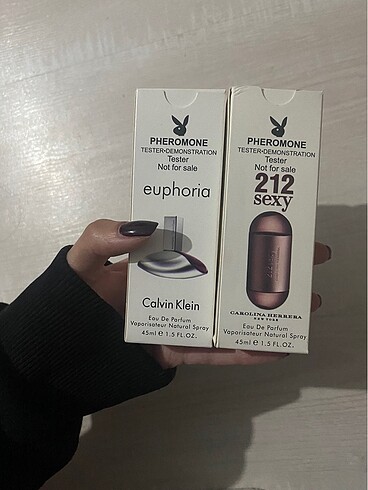 PHEROMONE
TESTER-DEMONSTRATION
Tester
Not for sale
euphoria
Calvin Klein
Eau De Parfum
Vaporisateur Natural Spray
45ml e 1.5 FL.OZ.
PHEROMONE
TESTER-DEMONSTRATION
Tester
Not for sale
212
sexy
CAROLINA HERRERA
NEW YORK
Eau De Parfum
Vaporisateur Natural Spray
45ml e 1.5 FL.OZ.